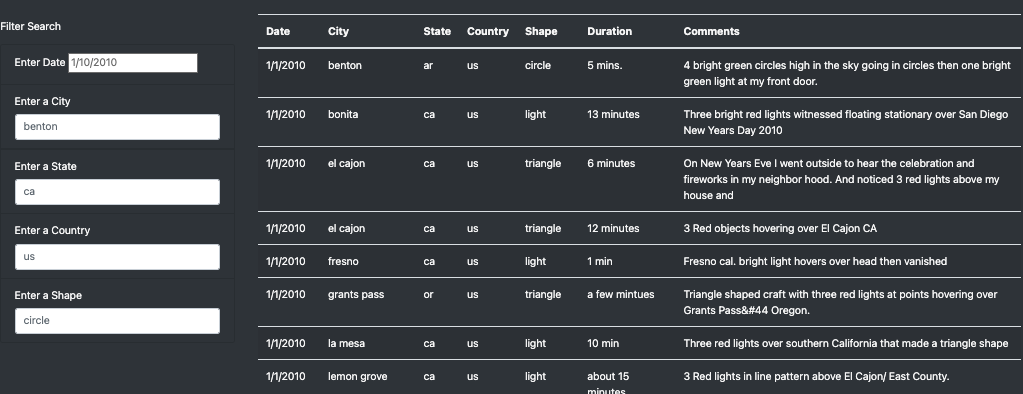 Filter Search
Enter Date 1/10/2010
Enter a City
benton
Enter a State
ca
Enter a Country
us
Enter a Shape
circle
Date City State Country Shape Duration Comments
1/1/2010 benton ar us circle 5 mins. 4 bright green circles high in the sky going in circles then one bright
green light at my front door.
1/1/2010 bonita ca us light 13 minutes Three bright red lights witnessed floating stationary over San Diego
New Years Day 2010
1/1/2010 el cajon ca us triangle 6 minutes On New Years Eve I went outside to hear the celebration and
fireworks in my neighbor hood. And noticed 3 red lights above my
house and
1/1/2010 el cajon ca us triangle 12 minutes 3 Red objects hovering over El Cajon CA
1/1/2010 fresno ca us light 1 min Fresno cal. bright light hovers over head then vanished
1/1/2010 grants pass or us triangle a few mintues Triangle shaped craft with three red lights at points hovering over
Grants Pass&#44 Oregon.
1/1/2010 la mesa ca us light 10 min Three red lights over southern California that made a triangle shape
1/1/2010 lemon grove ca us light about 15 3 Red lights in line pattern above El Cajon/ East County.
minutes